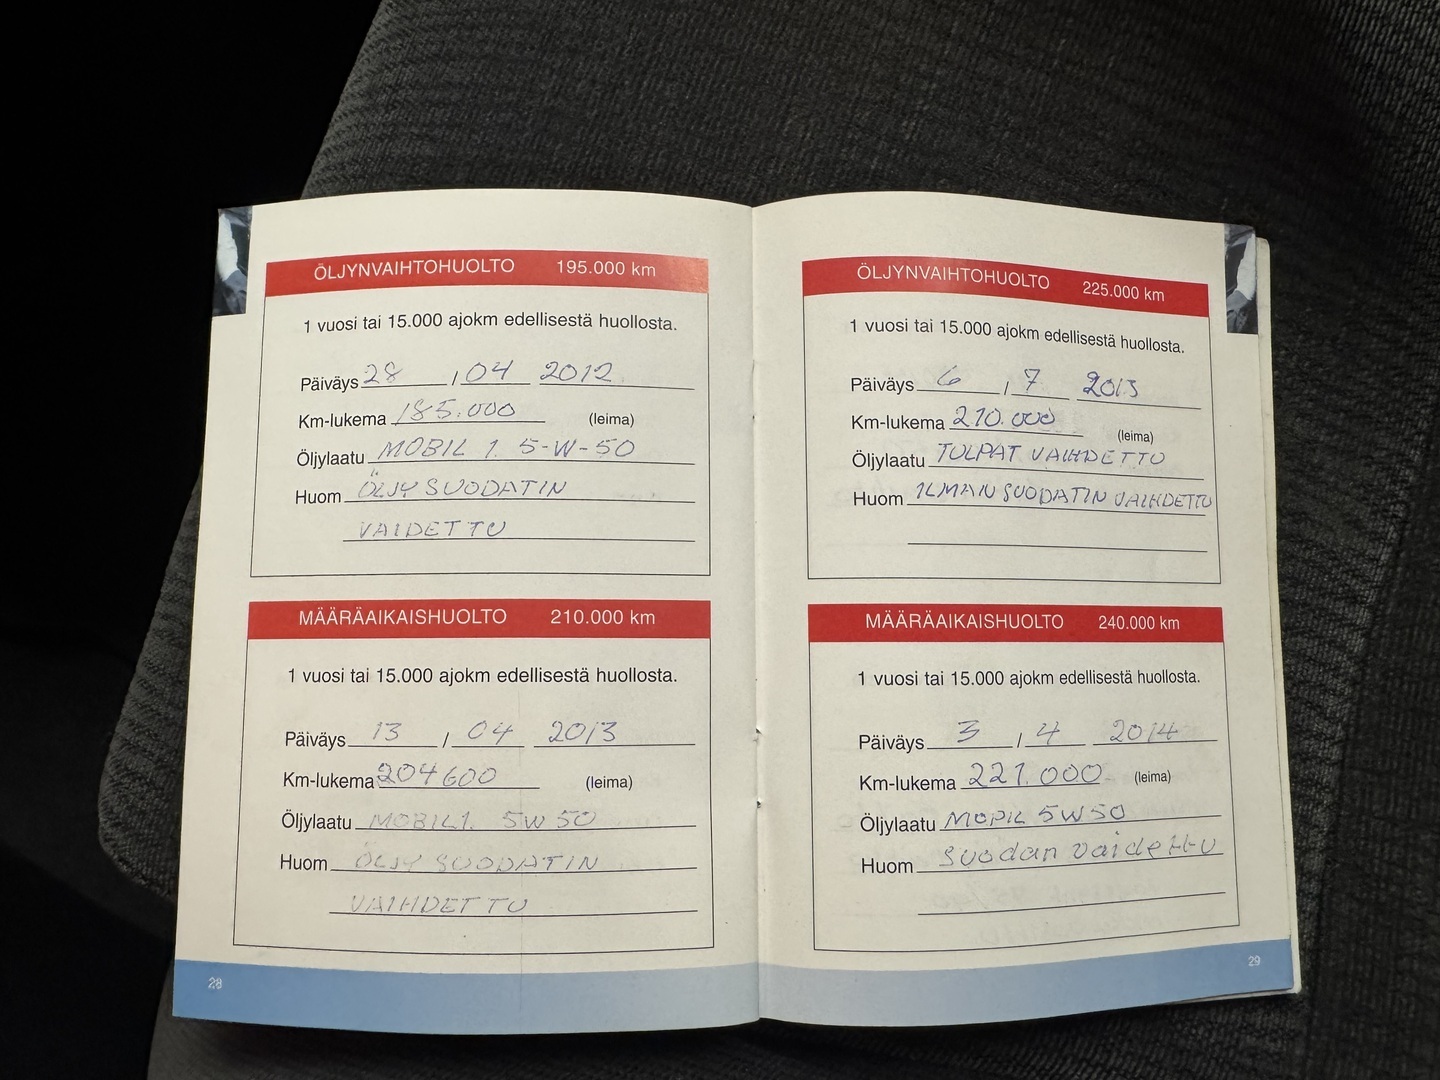 ÖLJYNVAIHTOHUOLTO 195.000 km
1 vuosi tai 15.000 ajokm edellisestä huollosta.
Päiväys 28 / 04 2012
Km-lukema 185.000 (leima)
Öljylaatu MOBIL 1. 5-W-50
Huom ÖLJY SUODATIN
VAIDETTU
MÄÄRÄAIKAISHUOLTO 210.000 km
1 vuosi tai 15.000 ajokm edellisestä huollosta.
Päiväys 13 / 04 2013
Km-lukema 204600 (leima)
Öljylaatu MOBIL1. 5W50
Huom ÖLJY SUODATIN
VAIHDETTU
28
ÖLJYNVAIHTOHUOLTO 225.000 km
1 vuosi tai 15.000 ajokm edellisestä huollosta.
Päiväys 6 / 7 2013
Km-lukema 210.000 (leima)
Öljylaatu TULPAT VAIHDETTU
Huom ILMAN SUODATIN VAIHDETTU
MÄÄRÄAIKAISHUOLTO 240.000 km
1 vuosi tai 15.000 ajokm edellisestä huollosta.
Päiväys 3 / 4 2014
Km-lukema 221.000 (leima)
Öljylaatu MOPIL 5W50
Huom Suodan vaidettu
29